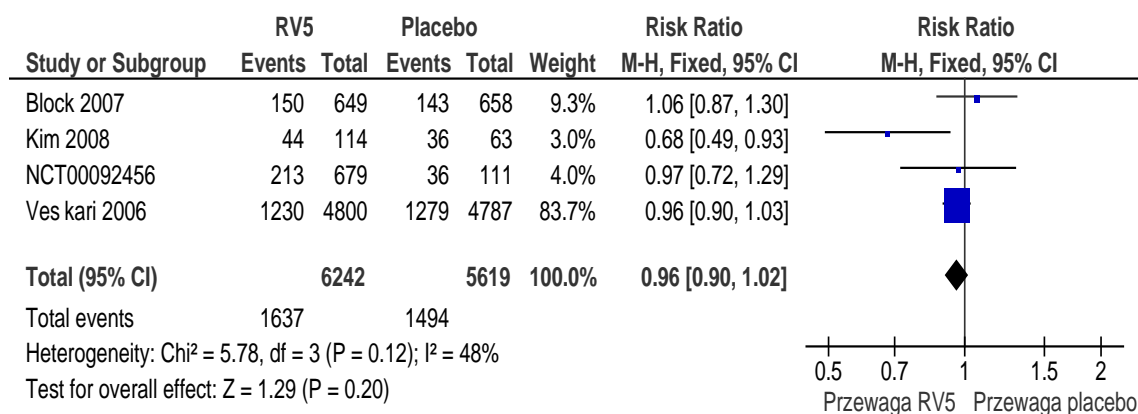 RV5 Placebo Risk Ratio Risk Ratio
Study or Subgroup Events Total Events Total Weight M-H, Fixed, 95% CI M-H, Fixed, 95% CI
Block 2007 150 649 143 658 9.3% 1.06 [0.87, 1.30]
Kim 2008 44 114 36 63 3.0% 0.68 [0.49, 0.93]
NCT00092456 213 679 36 111 4.0% 0.97 [0.72, 1.29]
Ves kari 2006 1230 4800 1279 4787 83.7% 0.96 [0.90, 1.03]
Total (95% CI) 6242 5619 100.0% 0.96 [0.90, 1.02]
Total events 1637 1494
Heterogeneity: Chi² = 5.78, df = 3 (P = 0.12); I² = 48%
Test for overall effect: Z = 1.29 (P = 0.20)
0.5 0.7 1 1.5 2
Przewaga RV5 Przewaga placebo